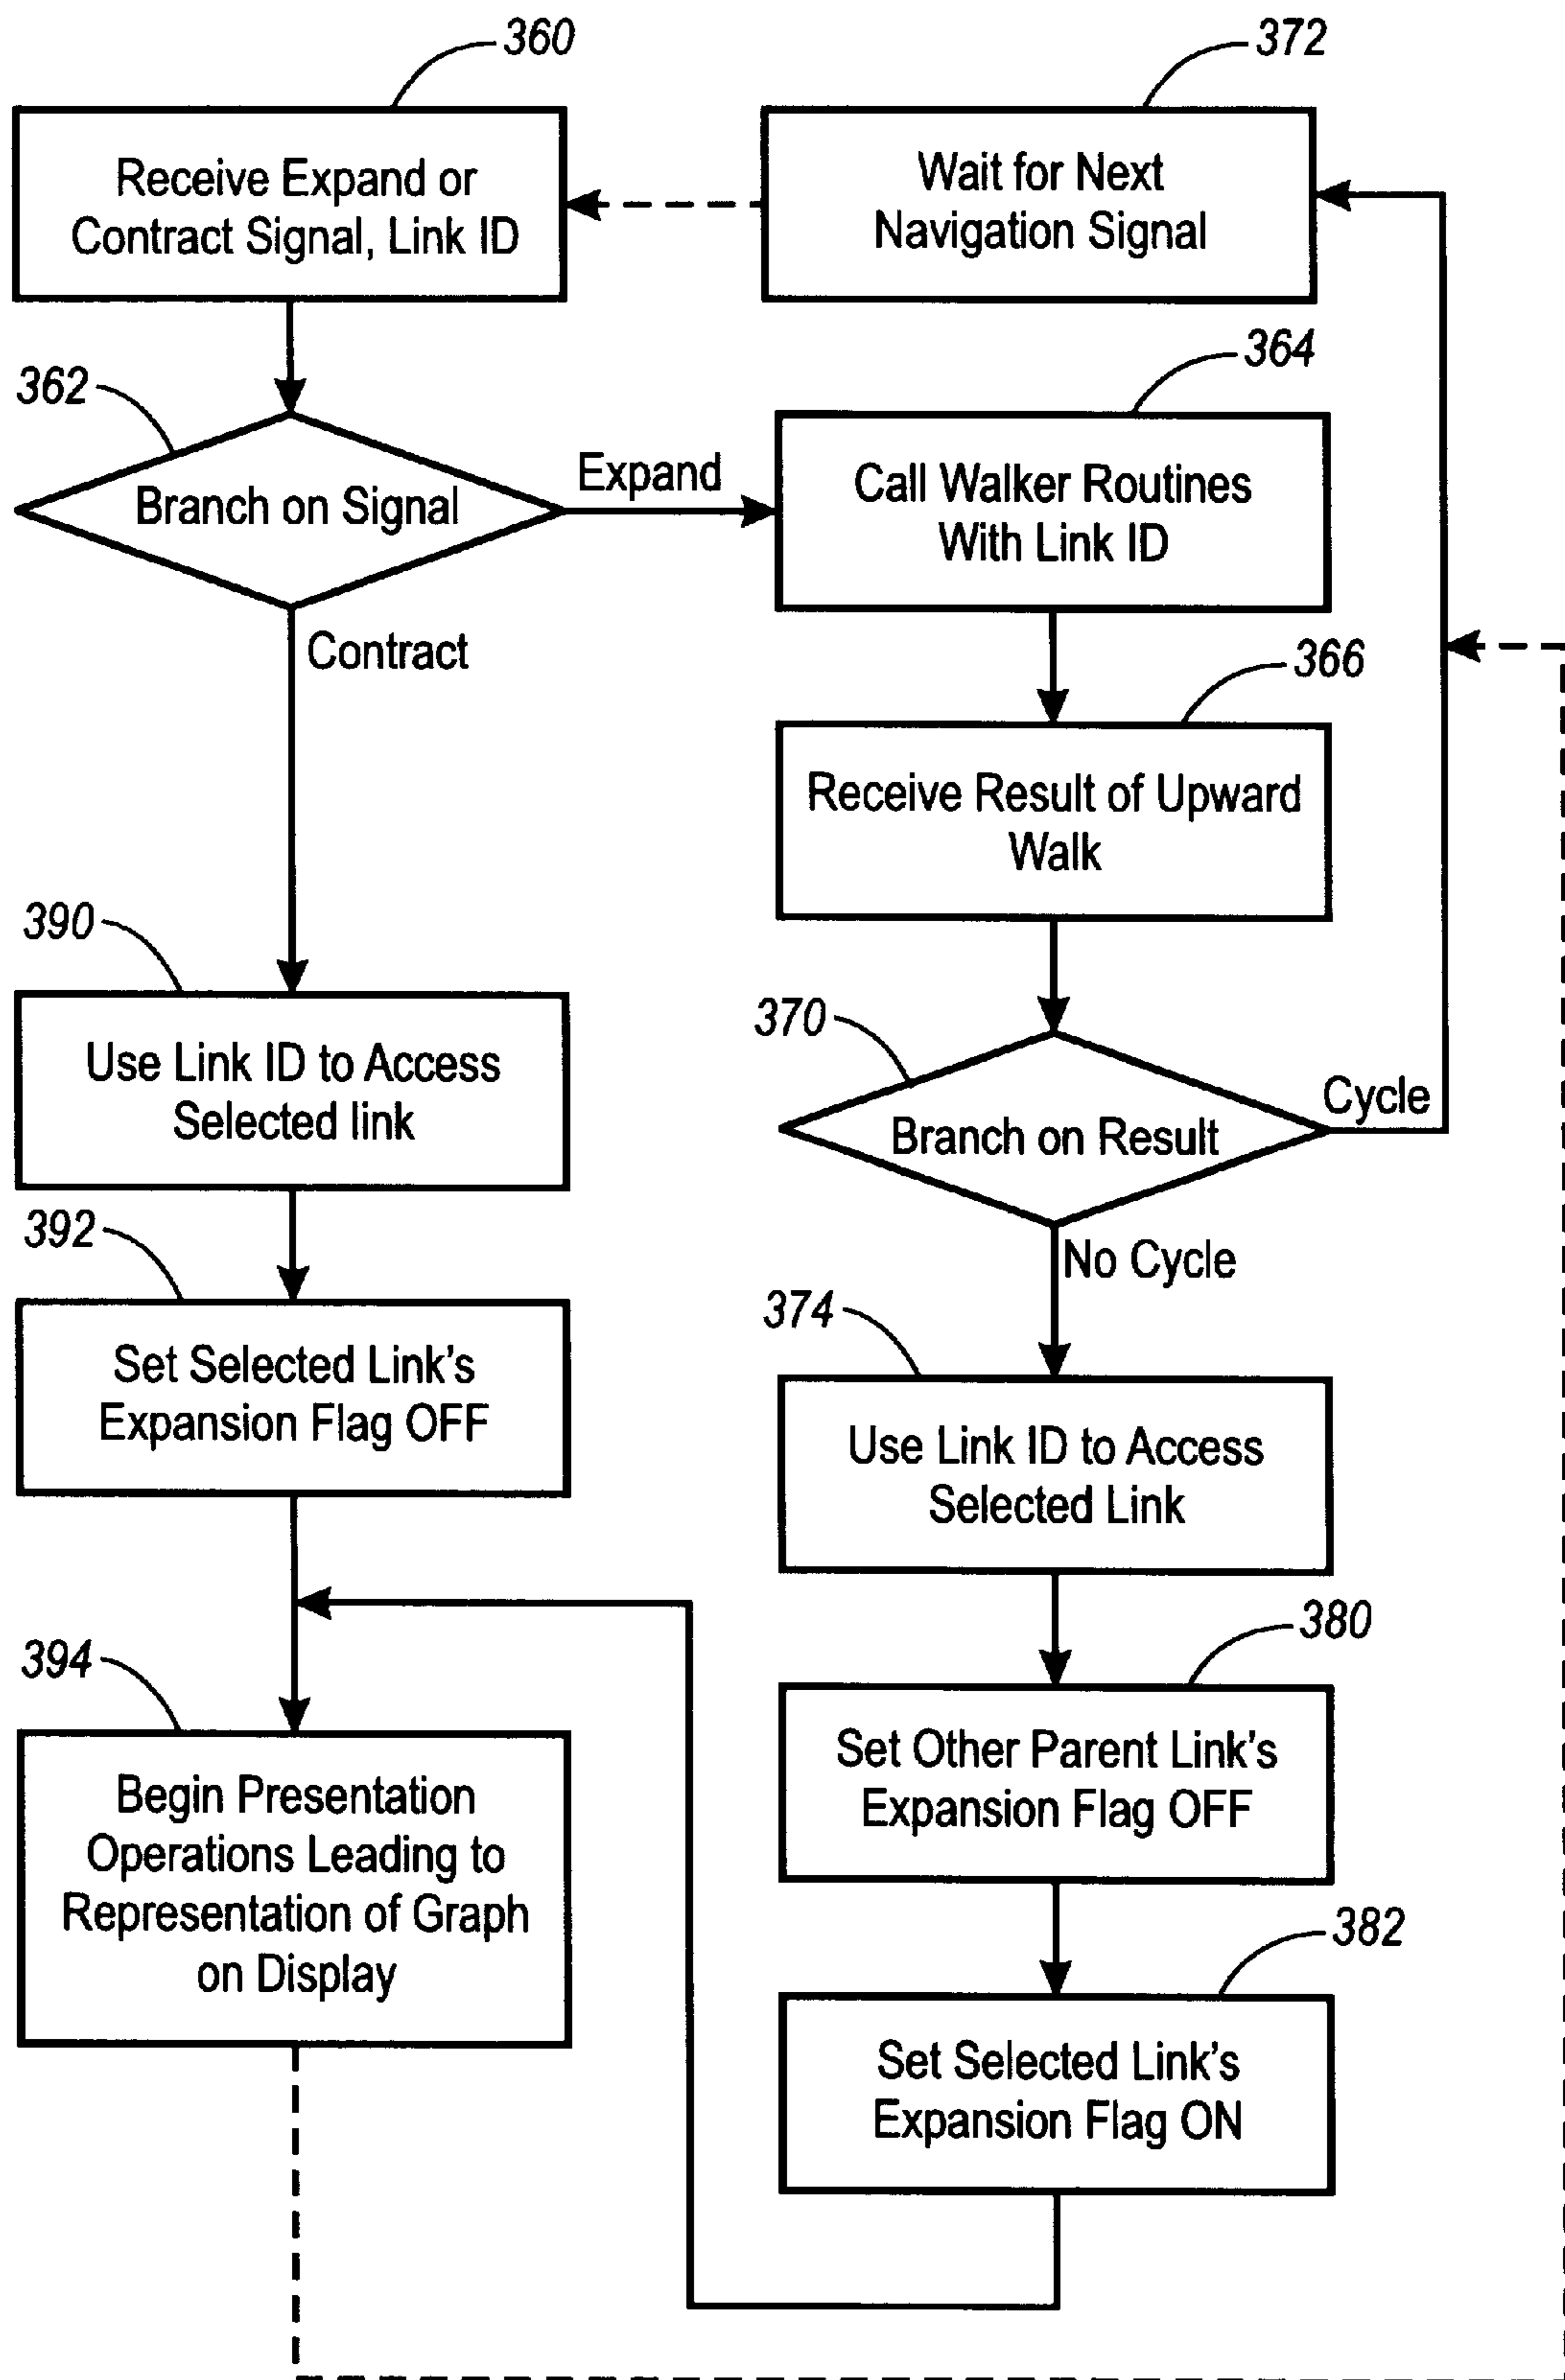 360
372
Receive Expand or
Contract Signal, Link ID
Wait for Next
Navigation Signal
362
364
Branch on Signal
Expand
Call Walker Routines
With Link ID
Contract
366
Receive Result of Upward
Walk
390
370
Use Link ID to Access
Selected link
Branch on Result
Cycle
392
No Cycle
374
Set Selected Link's
Expansion Flag OFF
Use Link ID to Access
Selected Link
380
394
Set Other Parent Link's
Expansion Flag OFF
Begin Presentation
Operations Leading to
Representation of Graph
on Display
382
Set Selected Link's
Expansion Flag ON